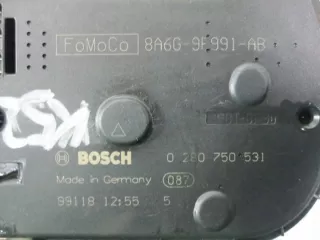 FoMoCo 8A6G-9F991-AB
BOSCH 0 280 750 531
Made in Germany 087
99118 12:55 5